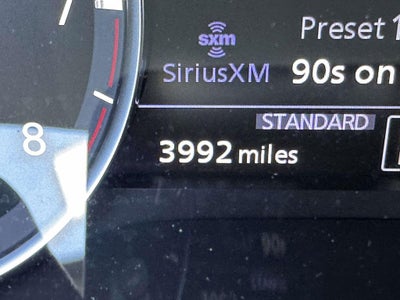 Preset 1
sxm
SiriusXM
90s on
STANDARD
8
3992 miles